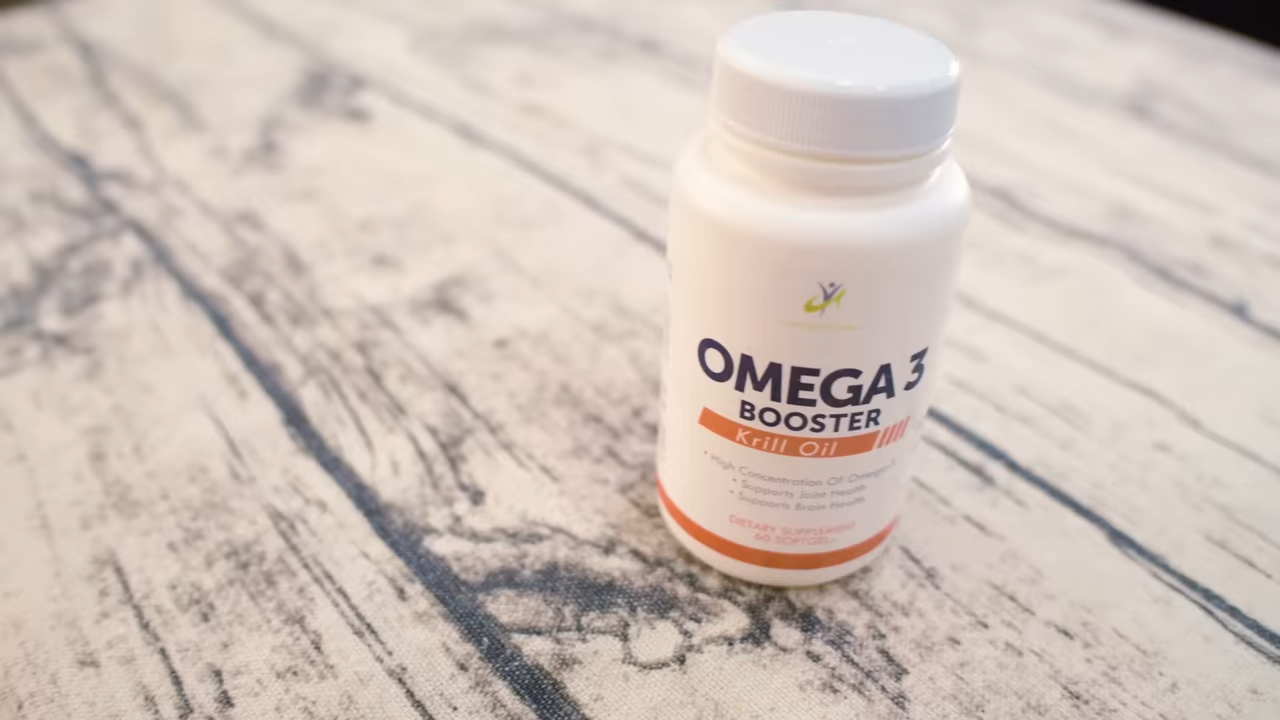 OMEGA 3
BOOSTER
Krill Oil
• High Concentration Of Omega-3
• Supports Joint Health
• Supports Brain Health
DIETARY SUPPLEMENT
60 SOFTGELS